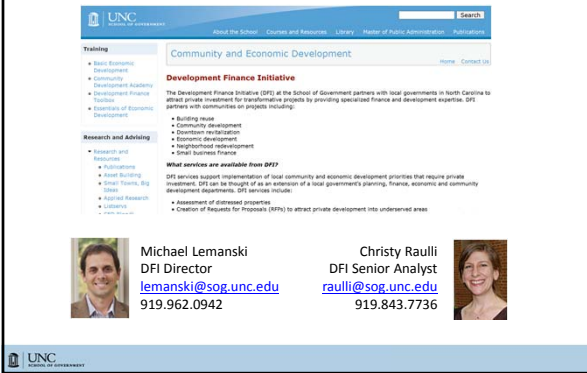 UNC
SCHOOL OF GOVERNMENT
Search
About the School Courses and Resources Library Master of Public Administration Publications
Training
Basic Economic
Development
Community
Development Academy
Development Finance
Toolbox
Essentials of Economic
Development
Research and Advising
Research and
Resources
Publications
Asset Building
Small Towns, Big
Ideas
Applied Research
Listservs
Community and Economic Development
Home Contact Us
Development Finance Initiative
The Development Finance Initiative (DFI) at the School of Government partners with local governments in North Carolina to
attract private investment for transformative projects by providing specialized finance and development expertise. DFI
partners with communities on projects including:
Building reuse
Community development
Downtown revitalization
Economic development
Neighborhood redevelopment
Small business finance
What services are available from DFI?
DFI services support implementation of local community and economic development priorities that require private
investment. DFI can be thought of as an extension of a local government's planning, finance, economic and community
development departments. DFI services include:
Assessment of distressed properties
Creation of Requests for Proposals (RFPs) to attract private development into underserved areas
Michael Lemanski
DFI Director
lemanski@sog.unc.edu
919.962.0942
Christy Raulli
DFI Senior Analyst
raulli@sog.unc.edu
919.843.7736
UNC
SCHOOL OF GOVERNMENT